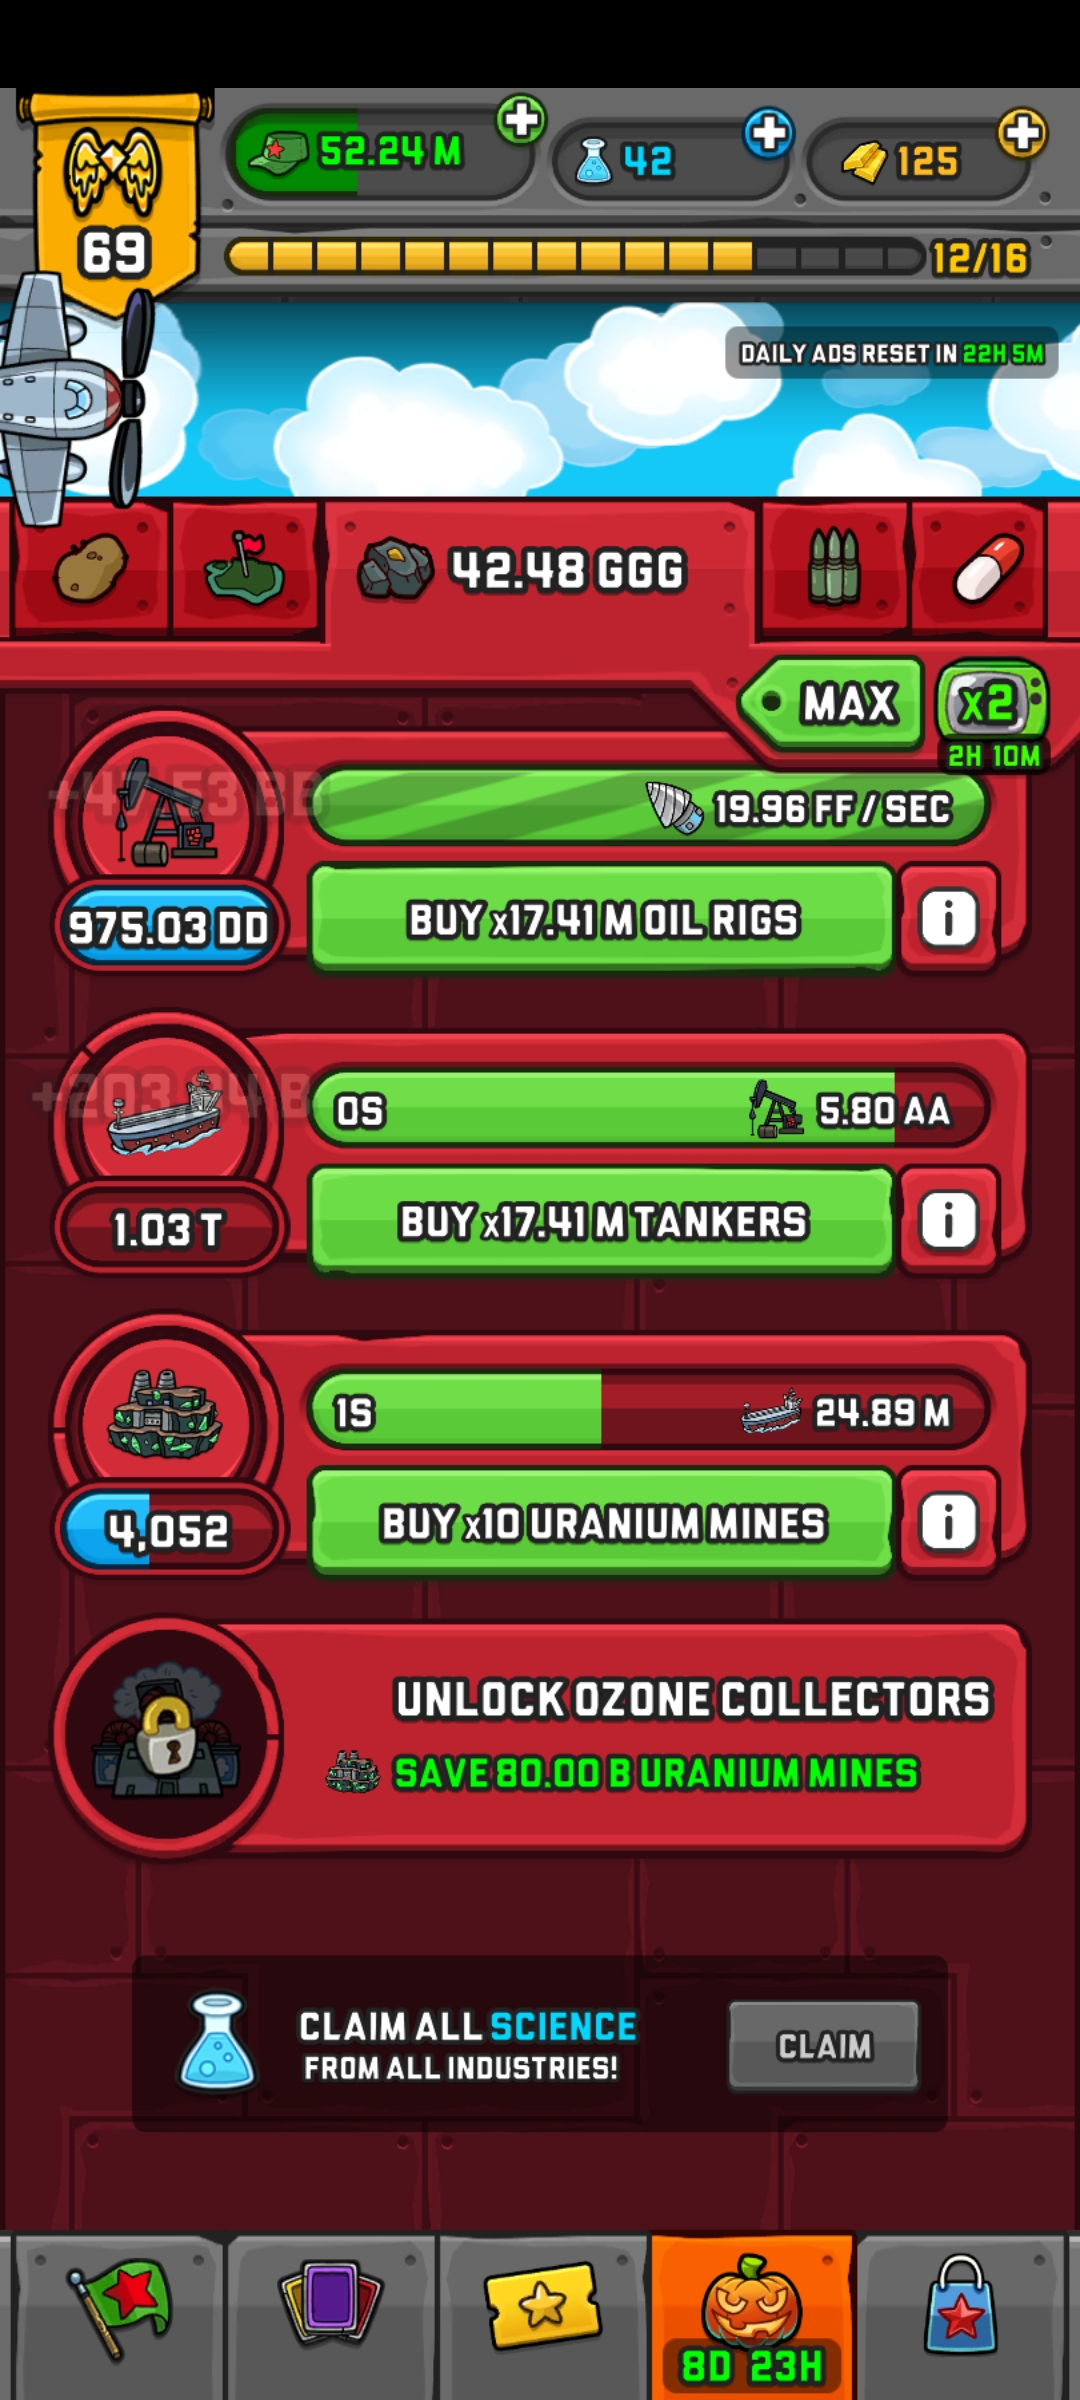 52.24 M
42
125
69
12/16
DAILY ADS RESET IN 22H 5M
42.48 GGG
MAX
x2
2H 10M
19.96 FF/SEC
975.03 DD
BUY x17.41 M OIL RIGS
i
0S
5.80 AA
1.03 T
BUY x17.41 M TANKERS
i
1S
24.89 M
4,052
BUY x10 URANIUM MINES
i
UNLOCK OZONE COLLECTORS
SAVE 80.00 B URANIUM MINES
CLAIM ALL SCIENCE
FROM ALL INDUSTRIES!
CLAIM
8D 23H